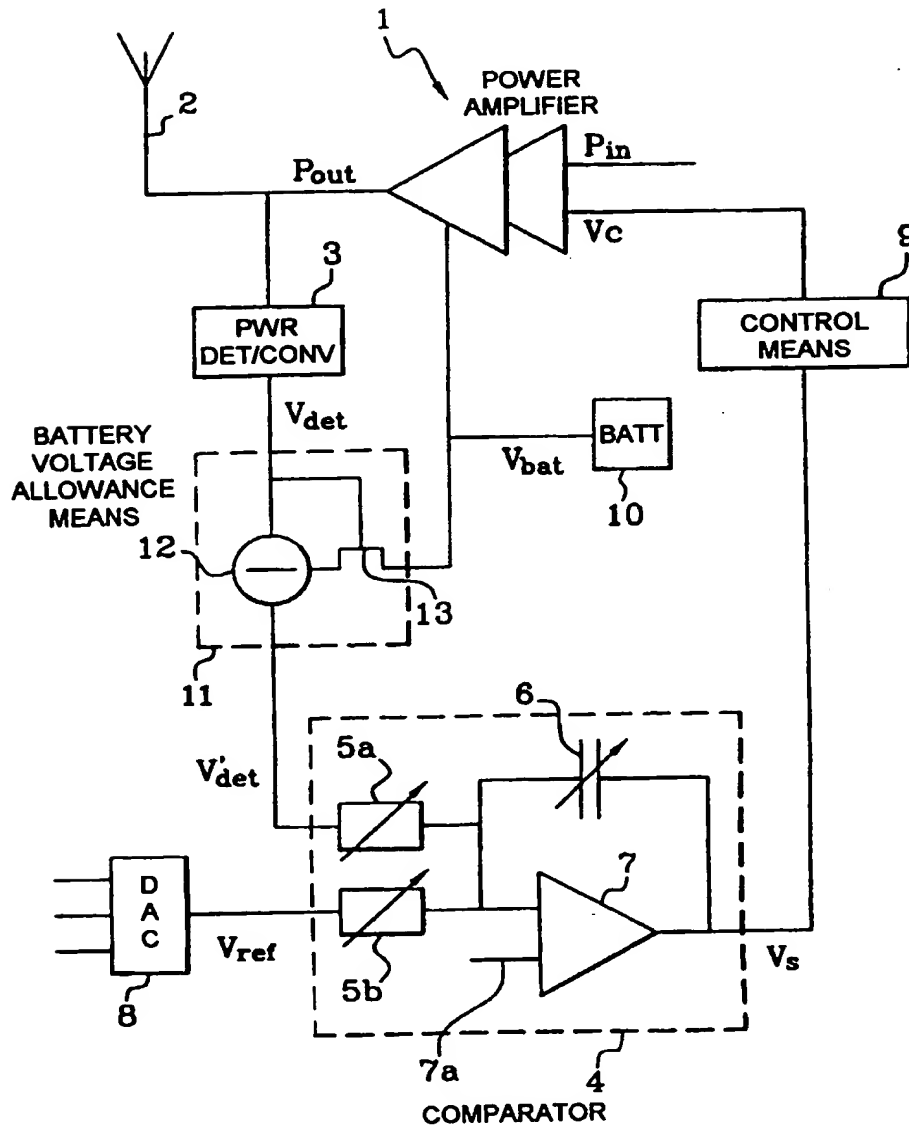 1
POWER
AMPLIFIER
2
Pout
Pin
Vc
3
PWR
DET/CONV
9
CONTROL
MEANS
Vdet
BATTERY
VOLTAGE
ALLOWANCE
MEANS
BATT
Vbat
10
12
13
11
6
5a
V'det
7
D
A
C
Vref
5b
Vs
8
7a
4
COMPARATOR